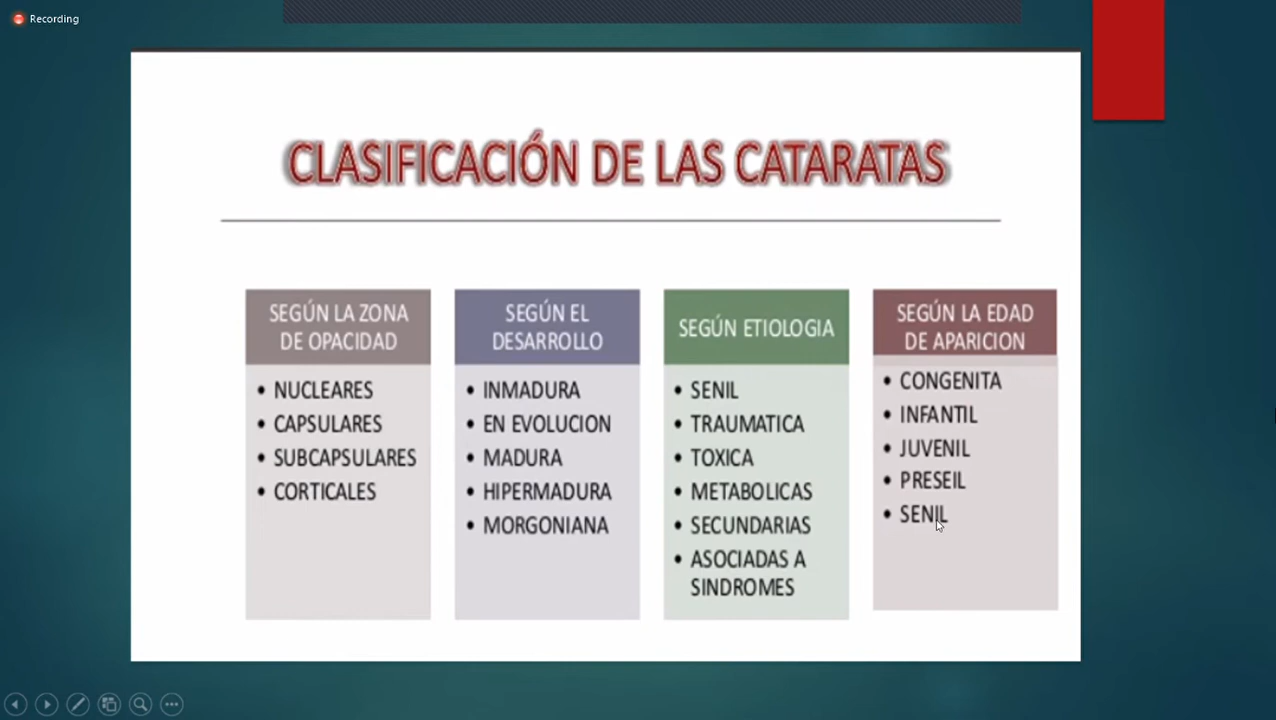 Recording
CLASIFICACIÓN DE LAS CATARATAS
SEGÚN LA ZONA
DE OPACIDAD
• NUCLEARES
• CAPSULARES
• SUBCAPSULARES
• CORTICALES
SEGÚN EL
DESARROLLO
• INMADURA
• EN EVOLUCION
• MADURA
• HIPERMADURA
• MORGONIANA
SEGÚN ETIOLOGIA
• SENIL
• TRAUMATICA
• TOXICA
• METABOLICAS
• SECUNDARIAS
• ASOCIADAS A
SINDROMES
SEGÚN LA EDAD
DE APARICION
• CONGENITA
• INFANTIL
• JUVENIL
• PRESEIL
• SENIL